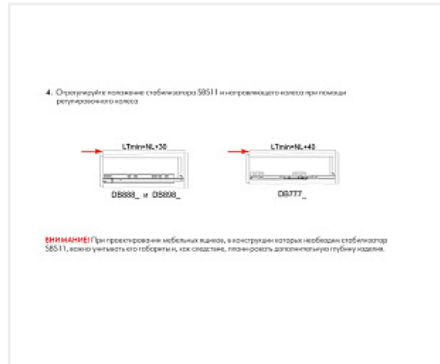 4. Отрегулируйте положение стабилизатора SBS11 и направляющего колеса при помощи
регулировочного колеса
LTmin=NL+30
LTmin=NL+40
DB888_ и DB898_
DB777_
ВНИМАНИЕ! При проектировании мебельных ящиков, в конструкции которых необходим стабилизатор
SBS11, важно учитывать его габариты и, как следствие, планировать дополнительную глубину изделия.